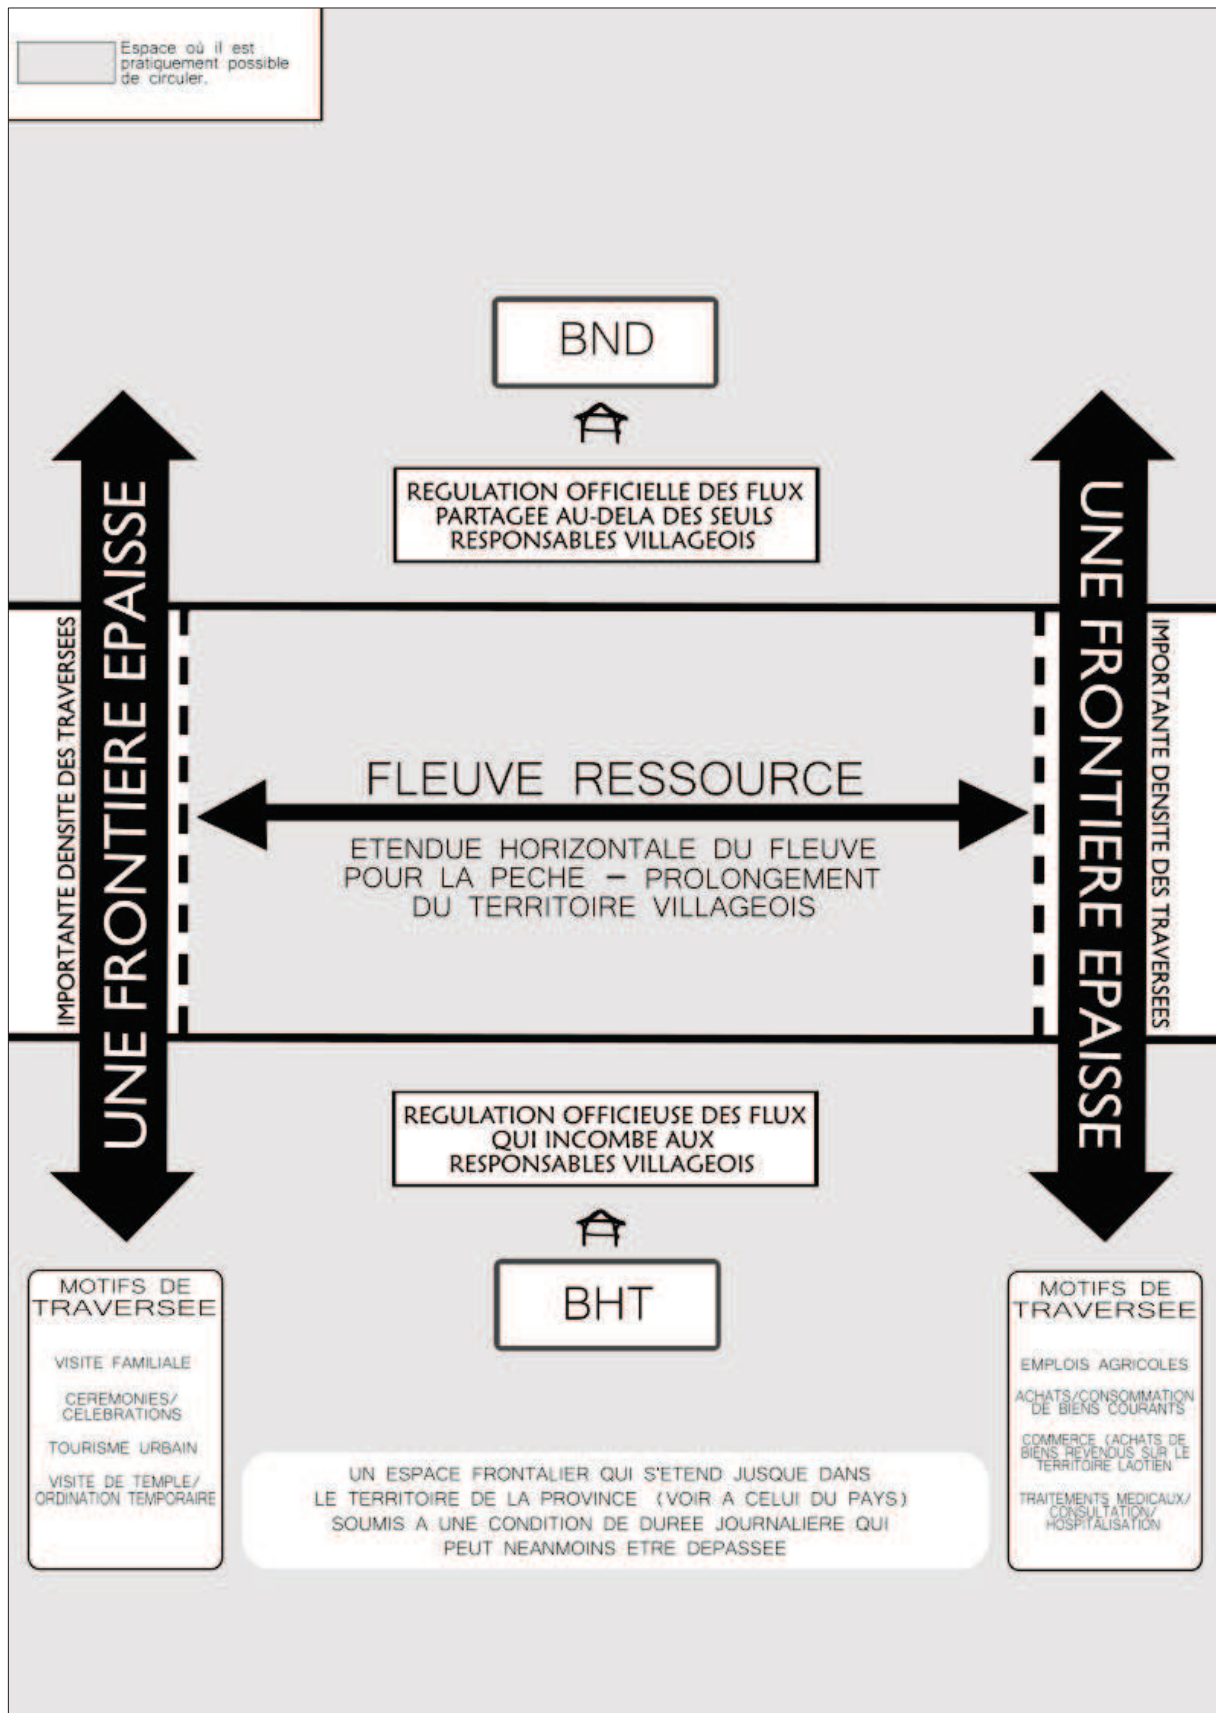 Espace où il est
pratiquement possible
de circuler.
BND
REGULATION OFFICIELLE DES FLUX
PARTAGEE AU-DELA DES SEULS
RESPONSABLES VILLAGEOIS
IMPORTANTE DENSITE DES TRAVERSEES
UNE FRONTIERE EPAISSE
FLEUVE RESSOURCE
ETENDUE HORIZONTALE DU FLEUVE
POUR LA PECHE – PROLONGEMENT
DU TERRITOIRE VILLAGEOIS
UNE FRONTIERE EPAISSE
IMPORTANTE DENSITE DES TRAVERSEES
REGULATION OFFICIEUSE DES FLUX
QUI INCOMBE AUX
RESPONSABLES VILLAGEOIS
BHT
MOTIFS DE
TRAVERSEE
VISITE FAMILIALE
CEREMONIES/
CELEBRATIONS
TOURISME URBAIN
VISITE DE TEMPLE/
ORDINATION TEMPORAIRE
UN ESPACE FRONTALIER QUI S'ETEND JUSQUE DANS
LE TERRITOIRE DE LA PROVINCE (VOIR A CELUI DU PAYS)
SOUMIS A UNE CONDITION DE DUREE JOURNALIERE QUI
PEUT NEANMOINS ETRE DEPASSEE
MOTIFS DE
TRAVERSEE
EMPLOIS AGRICOLES
ACHATS/CONSOMMATION
DE BIENS COURANTS
COMMERCE (ACHATS DE
BIENS REVENDUS SUR LE
TERRITOIRE LAOTIEN
TRAITEMENTS MEDICAUX/
CONSULTATION/
HOSPITALISATION